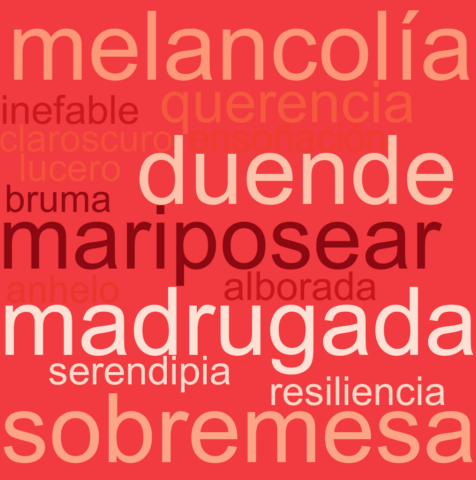 melancolía
inefable querencia
claroscuro ensoñación
lucero duende
bruma
mariposear
anhelo alborada
madrugada
serendipia
resiliencia
sobremesa